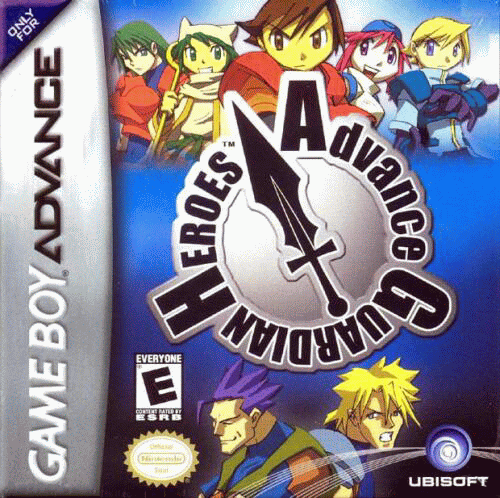 ONLY
FOR
GAME BOY ADVANCE
Advance
Guardian
Heroes
™
EVERYONE
E
CONTENT RATED BY
ESRB
Official
Nintendo
Seal
UBISOFT